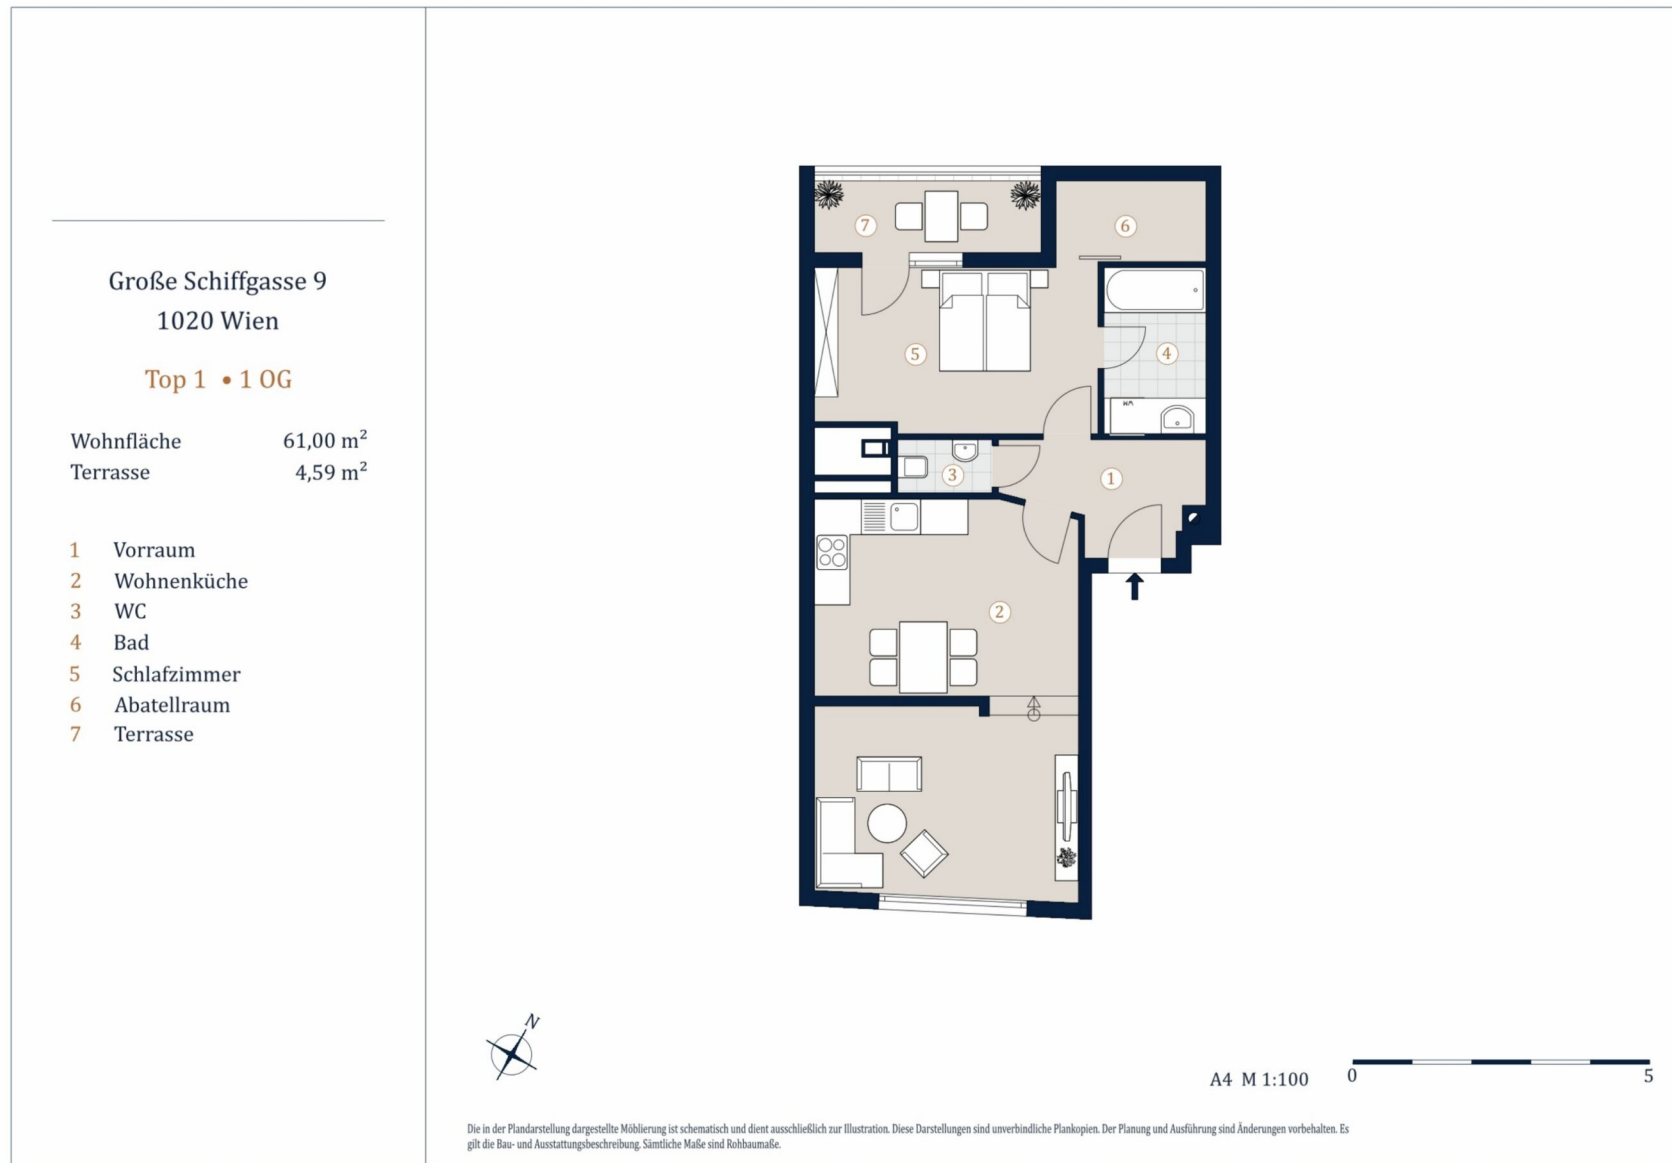 Große Schiffgasse 9
1020 Wien
Top 1 • 1 OG
Wohnfläche 61,00 m²
Terrasse 4,59 m²
1 Vorraum
2 Wohnenküche
3 WC
4 Bad
5 Schlafzimmer
6 Abatellraum
7 Terrasse
7
6
5
4
WM
3
1
2
N
A4 M 1:100
0 5
Die in der Plandarstellung dargestellte Möblierung ist schematisch und dient ausschließlich zur Illustration. Diese Darstellungen sind unverbindliche Plankopien. Der Planung und Ausführung sind Änderungen vorbehalten. Es
gilt die Bau- und Ausstattungsbeschreibung. Sämtliche Maße sind Rohbaumaße.